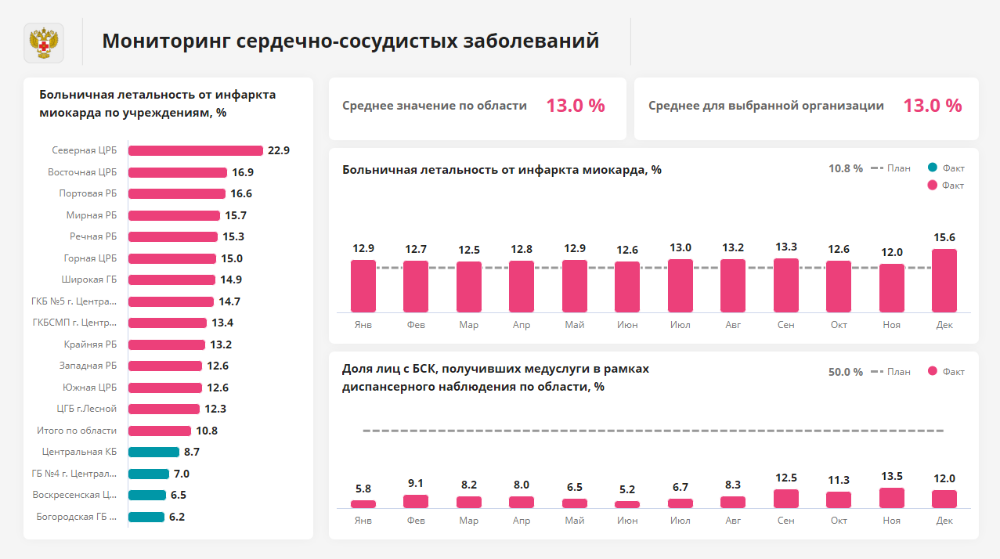 Мониторинг сердечно-сосудистых заболеваний
Больничная летальность от инфаркта
миокарда по учреждениям, %
Северная ЦРБ 22.9
Восточная ЦРБ 16.9
Портовая РБ 16.6
Мирная РБ 15.7
Речная РБ 15.3
Горная ЦРБ 15.0
Широкая ГБ 14.9
ГКБ №5 г. Центра... 14.7
ГКБСМП г. Центр... 13.4
Крайняя РБ 13.2
Западная РБ 12.6
Южная ЦРБ 12.6
ЦГБ г.Лесной 12.3
Итого по области 10.8
Центральная КБ 8.7
ГБ №4 г. Централ... 7.0
Воскресенская Ц... 6.5
Богородская ГБ ... 6.2
Среднее значение по области 13.0 %
Среднее для выбранной организации 13.0 %
Больничная летальность от инфаркта миокарда, %
10.8 % План Факт
Факт
12.9 12.7 12.5 12.8 12.9 12.6 13.0 13.2 13.3 12.6 12.0 15.6
Янв Фев Мар Апр Май Июн Июл Авг Сен Окт Ноя Дек
Доля лиц с БСК, получивших медуслуги в рамках
диспансерного наблюдения по области, %
50.0 % План Факт
5.8 9.1 8.2 8.0 6.5 5.2 6.7 8.3 12.5 11.3 13.5 12.0
Янв Фев Мар Апр Май Июн Июл Авг Сен Окт Ноя Дек